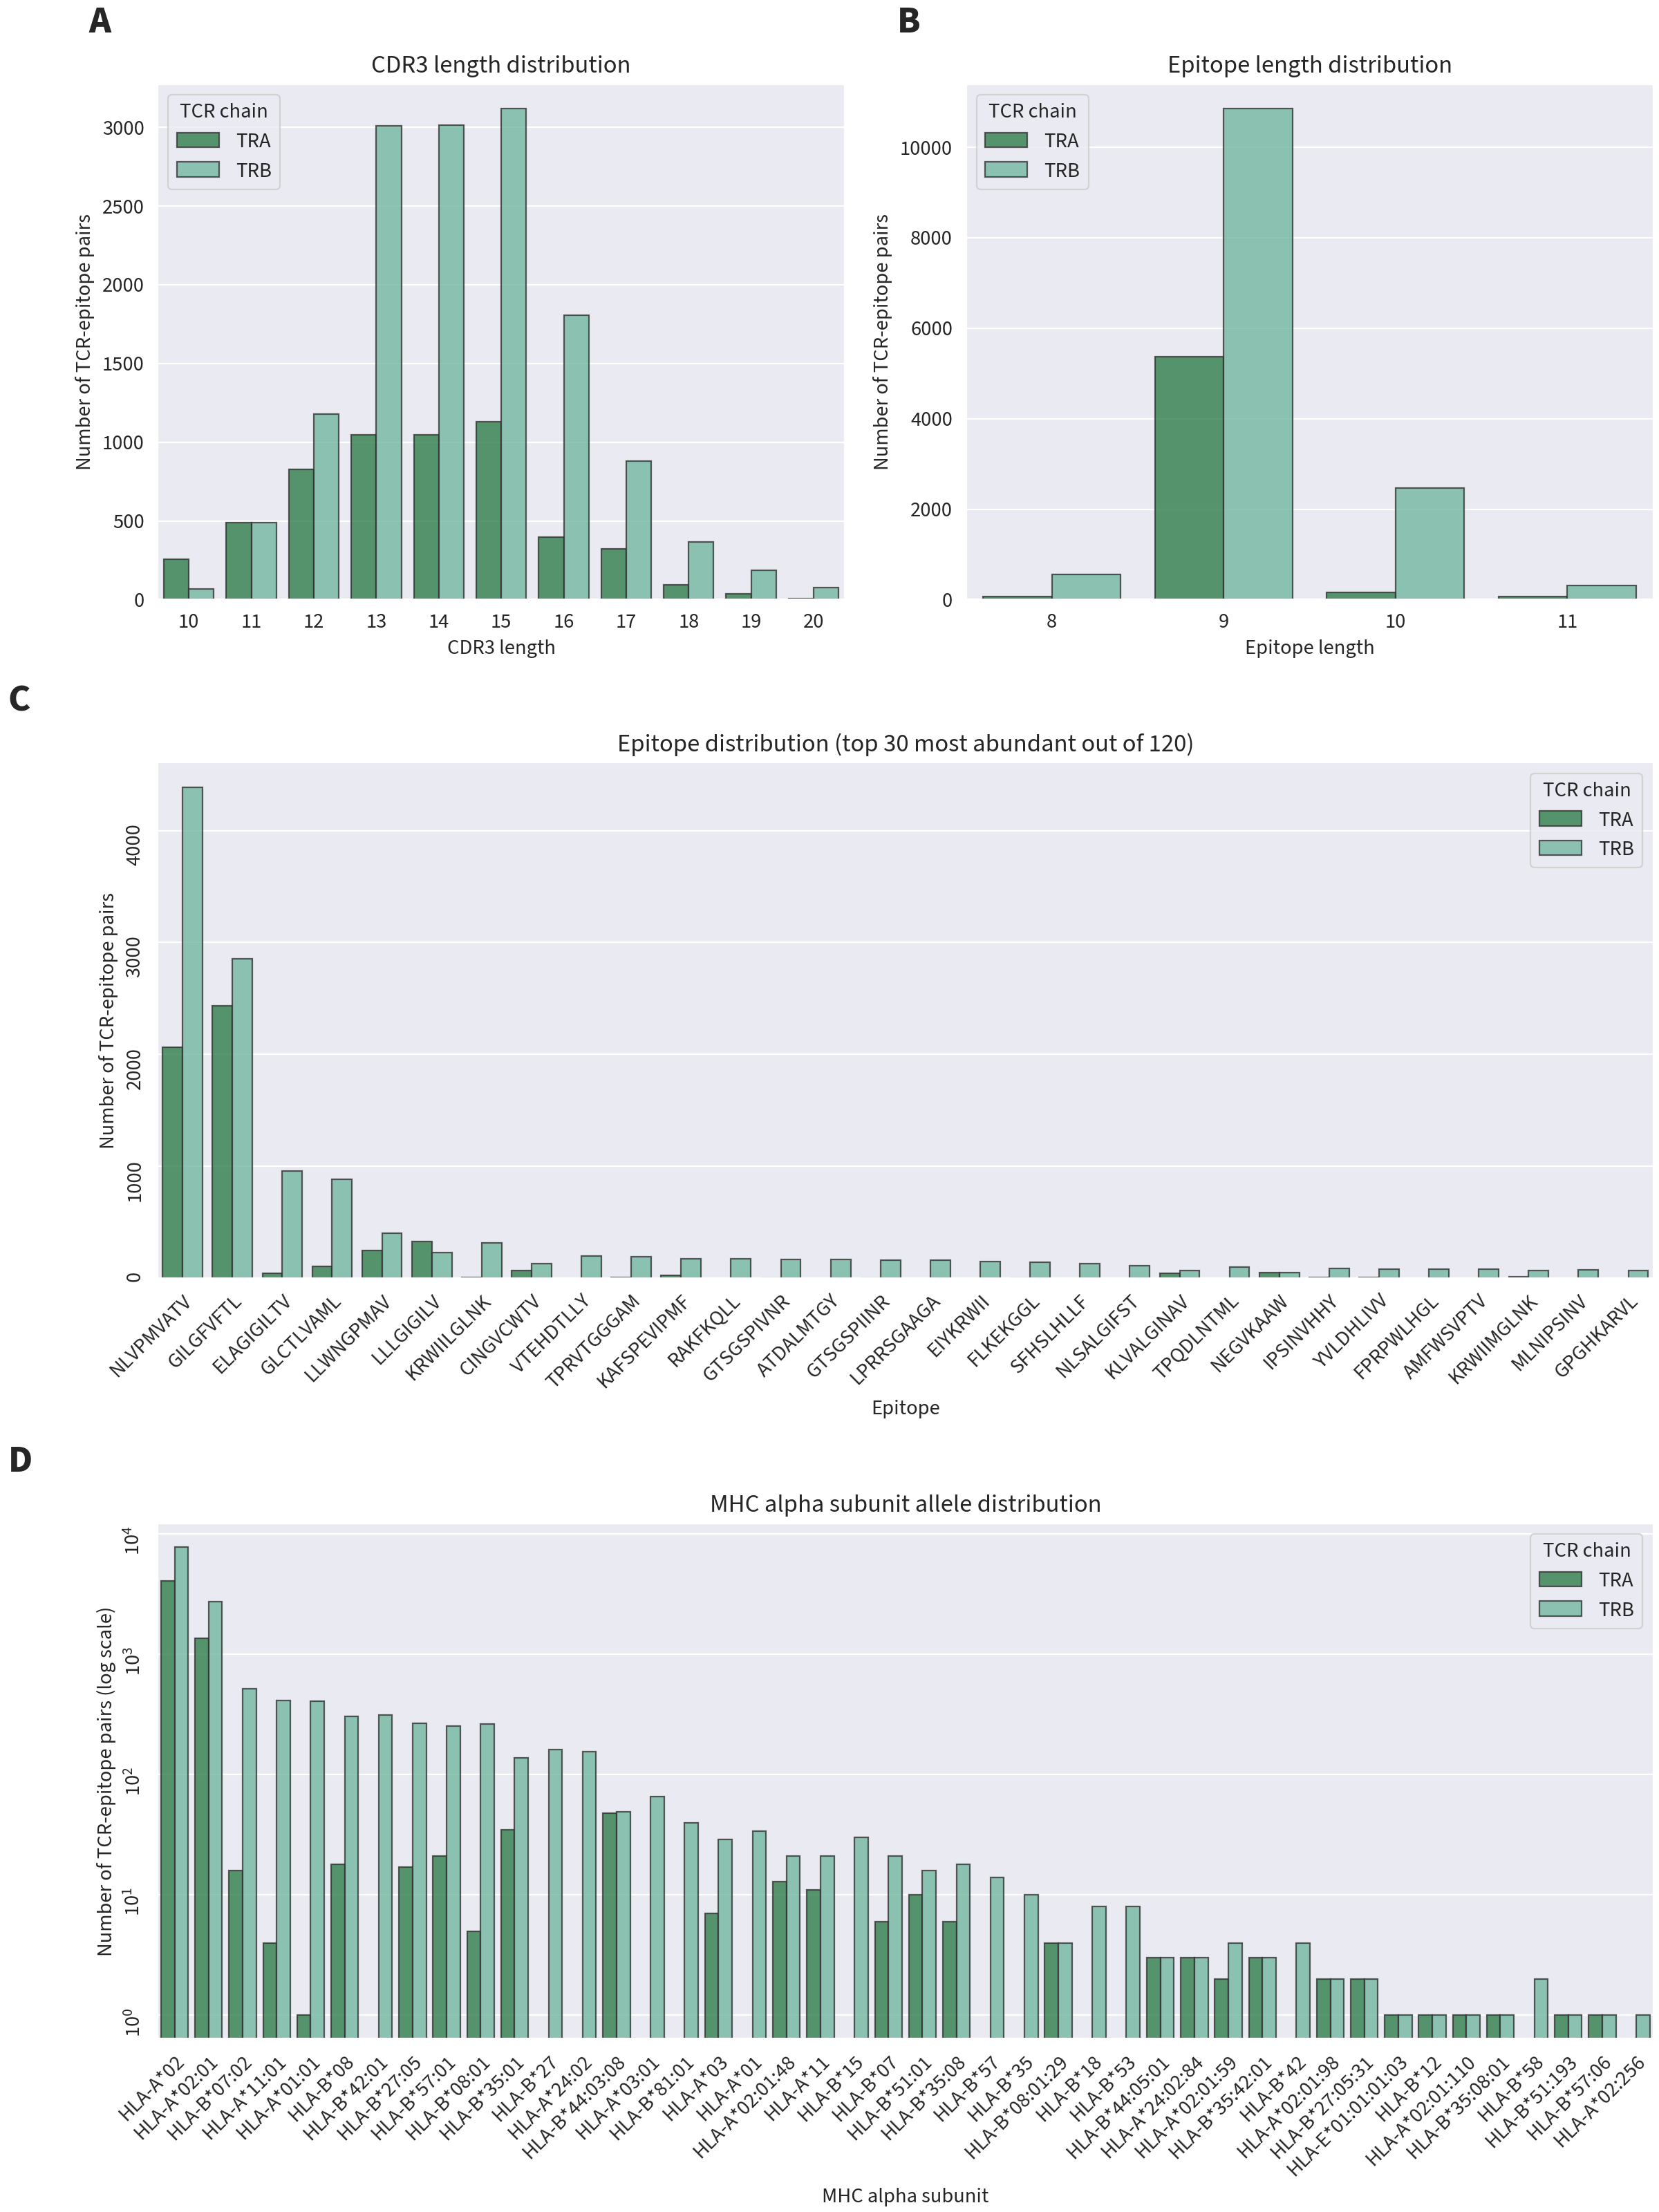 A
CDR3 length distribution
TCR chain
TRA
TRB
Number of TCR-epitope pairs
3000
2500
2000
1500
1000
500
0
10 11 12 13 14 15 16 17 18 19 20
CDR3 length
B
Epitope length distribution
TCR chain
TRA
TRB
Number of TCR-epitope pairs
10000
8000
6000
4000
2000
0
8 9 10 11
Epitope length
C
Epitope distribution (top 30 most abundant out of 120)
TCR chain
TRA
TRB
Number of TCR-epitope pairs
4000
3000
2000
1000
0
NLVPMVATV
GILGFVFTL
ELAGIGILTV
GLCTLVAML
LLWNGPMAV
LLLGIGILV
KRWIILGLNK
CINGVCWTV
VTEHDTLLY
TPRVTGGGAM
KAFSPEVIPMF
RAKFKQLL
GTSGSPIVNR
ATDALMTGY
GTSGSPIINR
LPRRSGAAGA
EIYKRWII
FLKEKGGL
SFHSLHLLF
NLSALGIFST
KLVALGINAV
TPQDLNTML
NEGVKAAW
IPSINVHHY
YVLDHLIVV
FPRPWLHGL
AMFWSVPTV
KRWIIMGLNK
MLNIPSINV
GPGHKARVL
Epitope
D
MHC alpha subunit allele distribution
TCR chain
TRA
TRB
Number of TCR-epitope pairs (log scale)
10⁴
10³
10²
10¹
10⁰
HLA-A*02
HLA-A*02:01
HLA-B*07:02
HLA-A*11:01
HLA-A*01:01
HLA-B*08
HLA-B*42:01
HLA-B*27:05
HLA-B*57:01
HLA-B*08:01
HLA-B*35:01
HLA-B*27
HLA-A*24:02
HLA-B*44:03:08
HLA-A*03:01
HLA-B*81:01
HLA-A*03
HLA-A*01
HLA-A*02:01:48
HLA-A*11
HLA-B*15
HLA-B*07
HLA-B*51:01
HLA-B*35:08
HLA-B*57
HLA-B*35
HLA-B*08:01:29
HLA-B*18
HLA-B*53
HLA-B*44:05:01
HLA-A*24:02:84
HLA-A*02:01:59
HLA-B*35:42:01
HLA-B*42
HLA-A*02:01:98
HLA-B*27:05:31
HLA-E*01:01:01:03
HLA-B*12
HLA-A*02:01:110
HLA-B*35:08:01
HLA-B*58
HLA-B*51:193
HLA-B*57:06
HLA-A*02:256
MHC alpha subunit